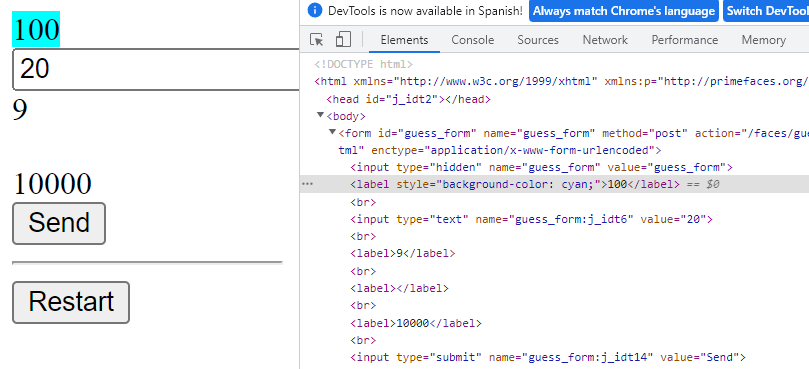 100
20
9
10000
Send
Restart
DevTools is now available in Spanish! Always match Chrome's language Switch DevTool
Elements Console Sources Network Performance Memory
<!DOCTYPE html>
<html xmlns="http://www.w3c.org/1999/xhtml" xmlns:p="http://primefaces.org/
<head id="j_idt2"></head>
<body>
<form id="guess_form" name="guess_form" method="post" action="/faces/gue
tml" enctype="application/x-www-form-urlencoded">
<input type="hidden" name="guess_form" value="guess_form">
<label style="background-color: cyan;">100</label> == $0
<br>
<input type="text" name="guess_form:j_idt6" value="20">
<br>
<label>9</label>
<br>
<label></label>
<br>
<label>10000</label>
<br>
<input type="submit" name="guess_form:j_idt14" value="Send">